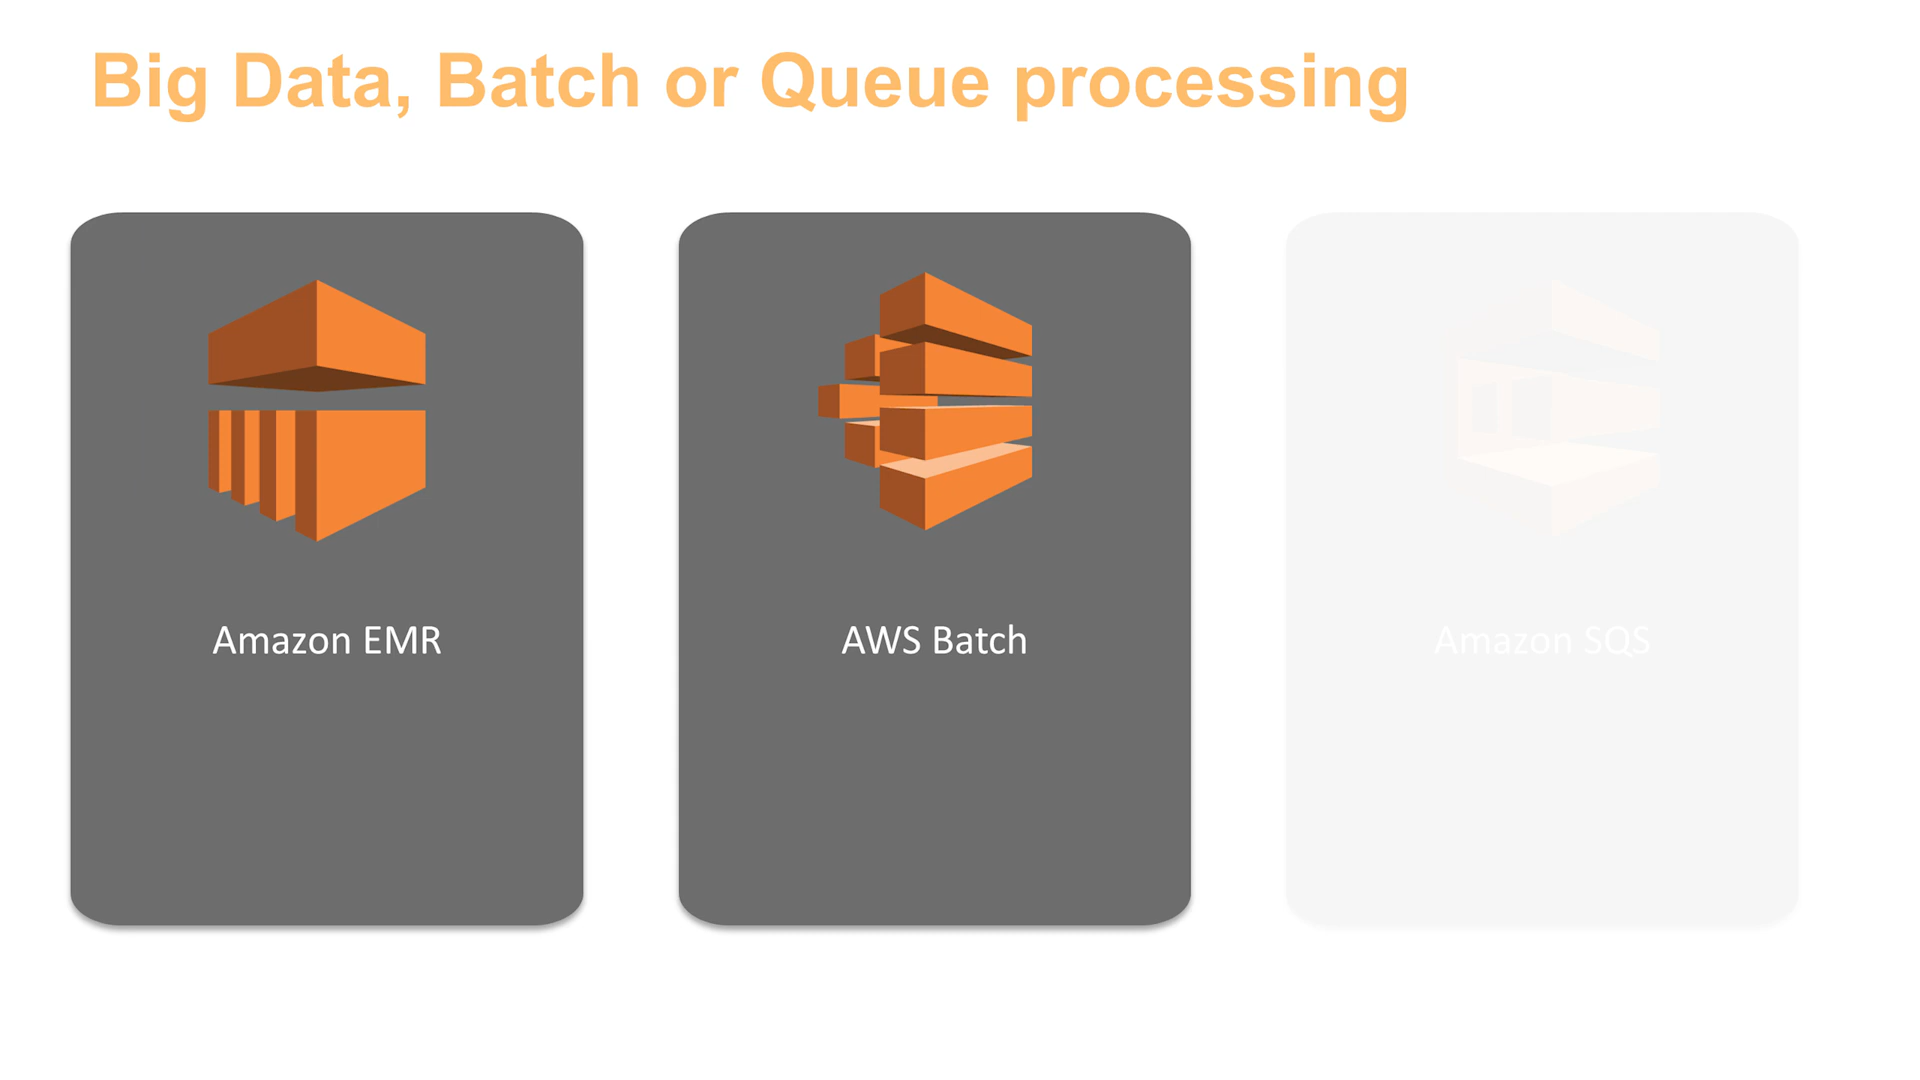 Big Data, Batch or Queue processing
Amazon EMR
AWS Batch
Amazon SQS